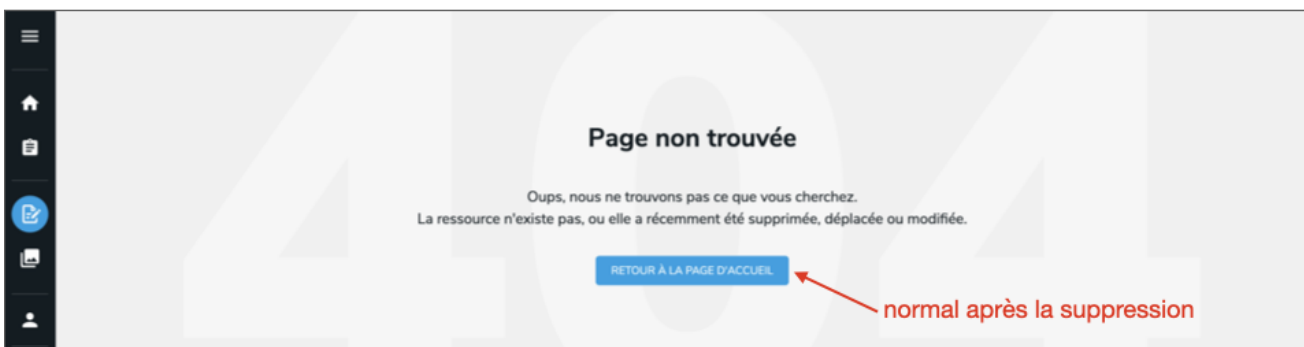 404
Page non trouvée
Oups, nous ne trouvons pas ce que vous cherchez.
La ressource n'existe pas, ou elle a récemment été supprimée, déplacée ou modifiée.
RETOUR À LA PAGE D'ACCUEIL
normal après la suppression